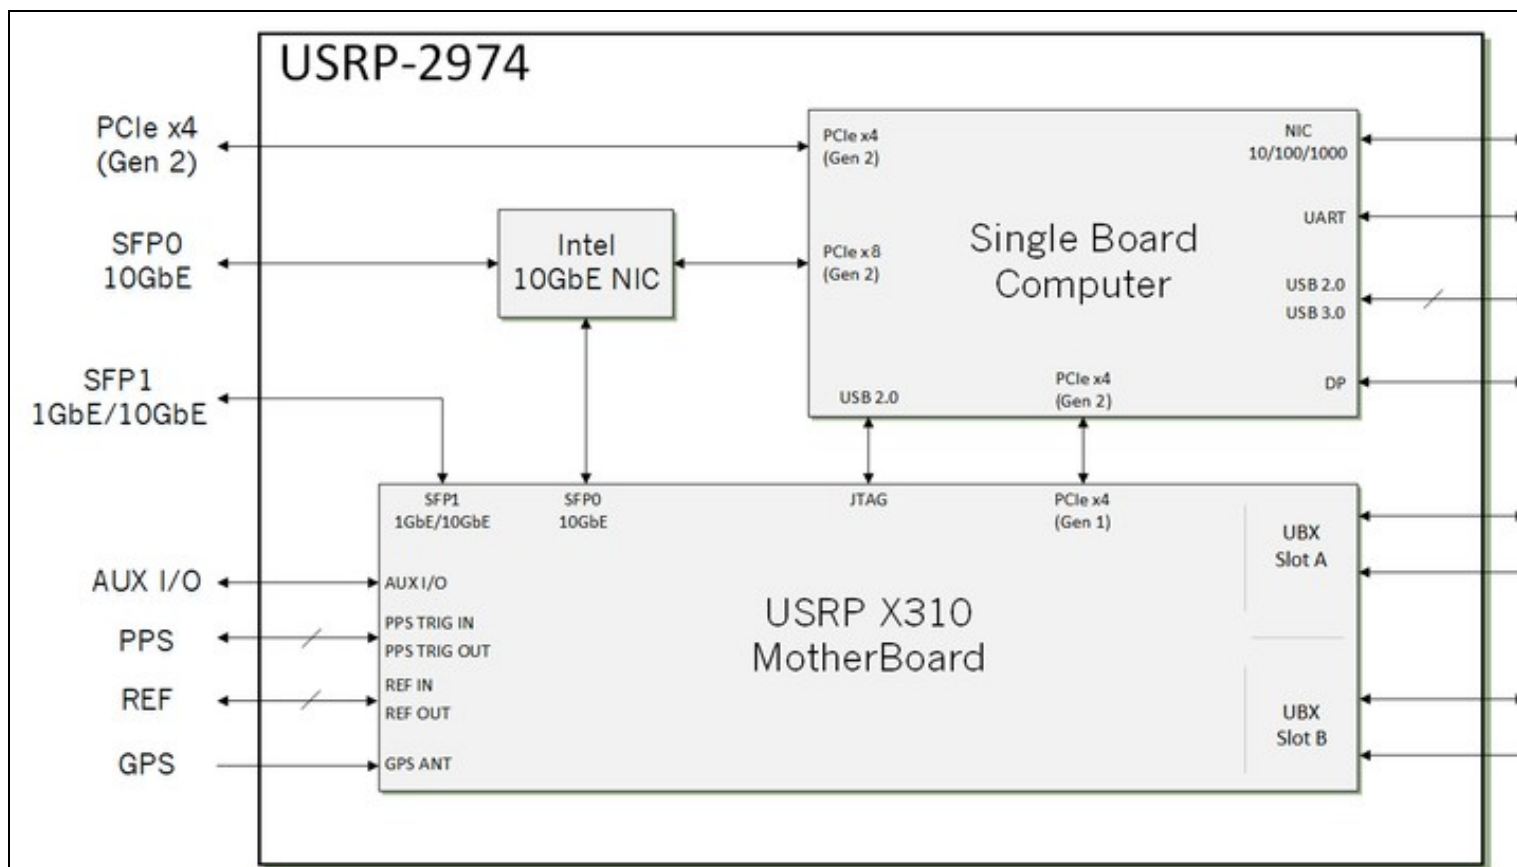 USRP-2974
PCIe x4
(Gen 2)
SFP0
10GbE
SFP1
1GbE/10GbE
AUX I/O
PPS
REF
GPS
Intel
10GbE NIC
PCIe x4
(Gen 2)
NIC
10/100/1000
PCIe x8
(Gen 2)
Single Board
Computer
UART
USB 2.0
USB 3.0
DP
USB 2.0
PCIe x4
(Gen 2)
SFP1
1GbE/10GbE
SFP0
10GbE
JTAG
PCIe x4
(Gen 1)
AUX I/O
PPS TRIG IN
PPS TRIG OUT
REF IN
REF OUT
GPS ANT
USRP X310
MotherBoard
UBX
Slot A
UBX
Slot B